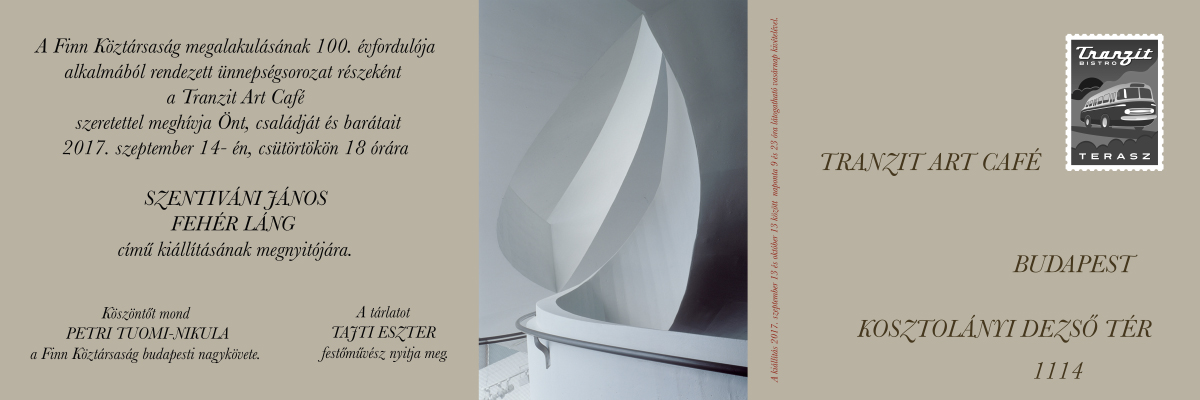 A Finn Köztársaság megalakulásának 100. évfordulója
alkalmából rendezett ünnepségsorozat részeként
a Tranzit Art Café
szeretettel meghívja Önt, családját és barátait
2017. szeptember 14- én, csütörtökön 18 órára
SZENTIVÁNI JÁNOS
FEHÉR LÁNG
című kiállításának megnyitójára.
Köszöntőt mond
PETRI TUOMI-NIKULA
a Finn Köztársaság budapesti nagykövete.
A tárlatot
TAJTI ESZTER
festőművész nyitja meg.
A kiállítás 2017. szeptember 13 és október 13 között naponta 9 és 23 óra látogatható vasárnap kivételével.
Tranzit
BISTRO
TERASZ
TRANZIT ART CAFÉ
BUDAPEST
KOSZTOLÁNYI DEZSŐ TÉR
1114